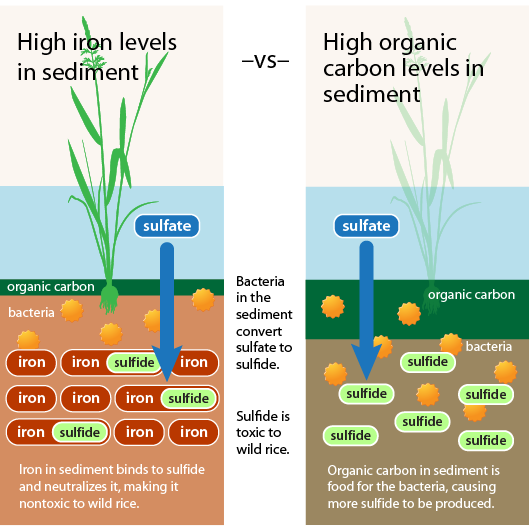 High iron levels
in sediment
–vs–
High organic
carbon levels in
sediment
sulfate
organic carbon
bacteria
iron
iron sulfide
iron
iron
iron
iron sulfide
iron sulfide
iron
iron
Iron in sediment binds to sulfide
and neutralizes it, making it
nontoxic to wild rice.
Bacteria
in the
sediment
convert
sulfate to
sulfide.
Sulfide is
toxic to
wild rice.
sulfate
organic carbon
bacteria
sulfide
sulfide
sulfide
sulfide
sulfide
sulfide
Organic carbon in sediment is
food for the bacteria, causing
more sulfide to be produced.